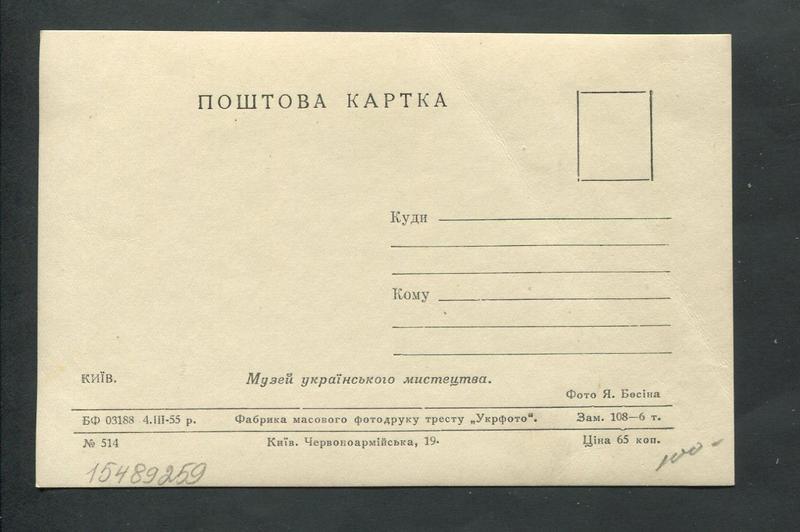 ПОШТОВА КАРТКА
Куди
Кому
КИЇВ. Музей українського мистецтва.
Фото Я. Босіна
БФ 03188 4.III-55 р. Фабрика масового фотодруку тресту „Укрфото“. Зам. 108—6 т.
№ 514 Київ. Червоноармійська, 19. Ціна 65 коп.
15489259
100-